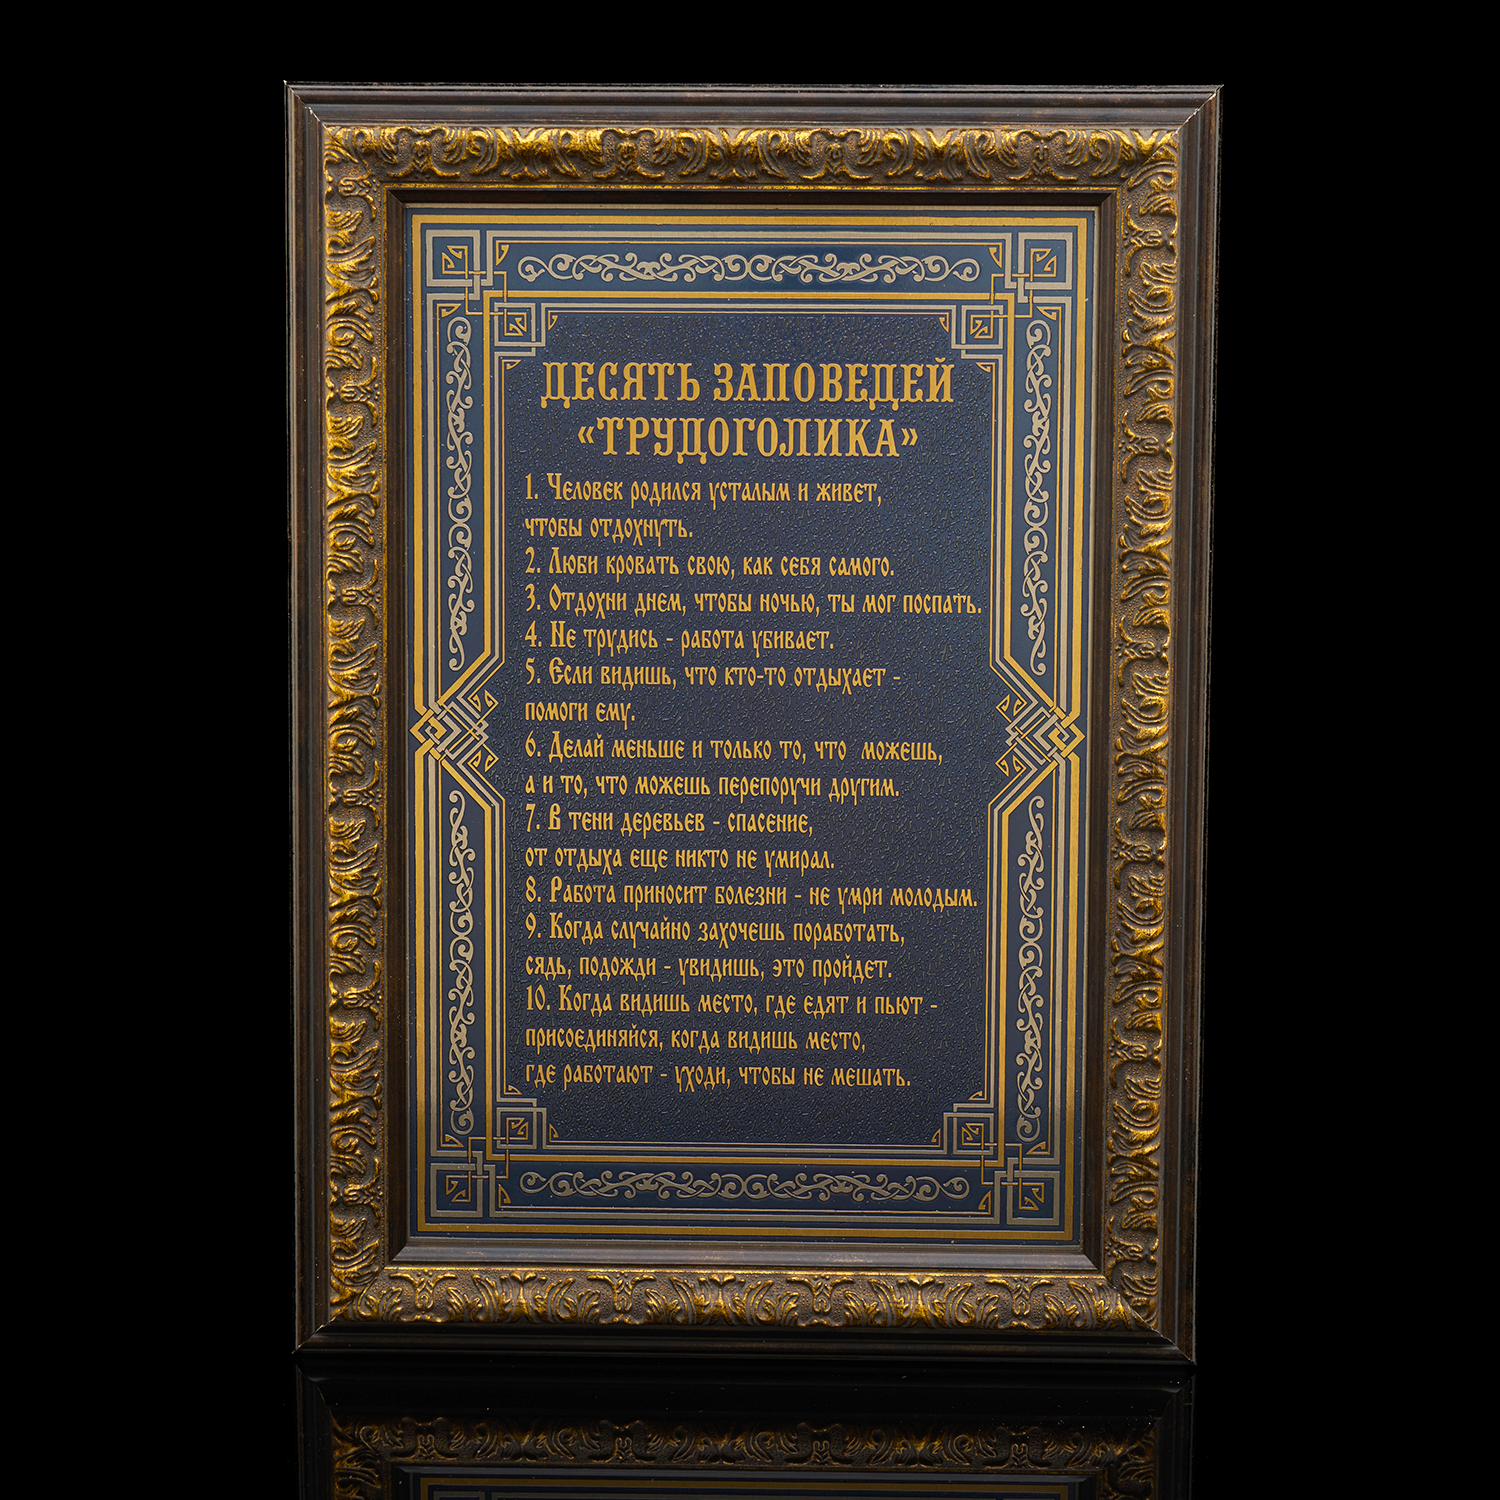 ДЕСЯТЬ ЗАПОВЕДЕЙ
«ТРУДОГОЛИКА»
1. Человек родился усталым и живет,
чтобы отдохнуть.
2. Люби кровать свою, как себя самого.
3. Отдохни днем, чтобы ночью, ты мог поспать.
4. Не трудись - работа убивает.
5. Если видишь, что кто-то отдыхает -
помоги ему.
6. Делай меньше и только то, что можешь,
а и то, что можешь перепоручи другим.
7. В тени деревьев - спасение,
от отдыха еще никто не умирал.
8. Работа приносит болезни - не умри молодым.
9. Когда случайно захочешь поработать,
сядь, подожди - увидишь, это пройдет.
10. Когда видишь место, где едят и пьют -
присоединяйся, когда видишь место,
где работают - уходи, чтобы не мешать.